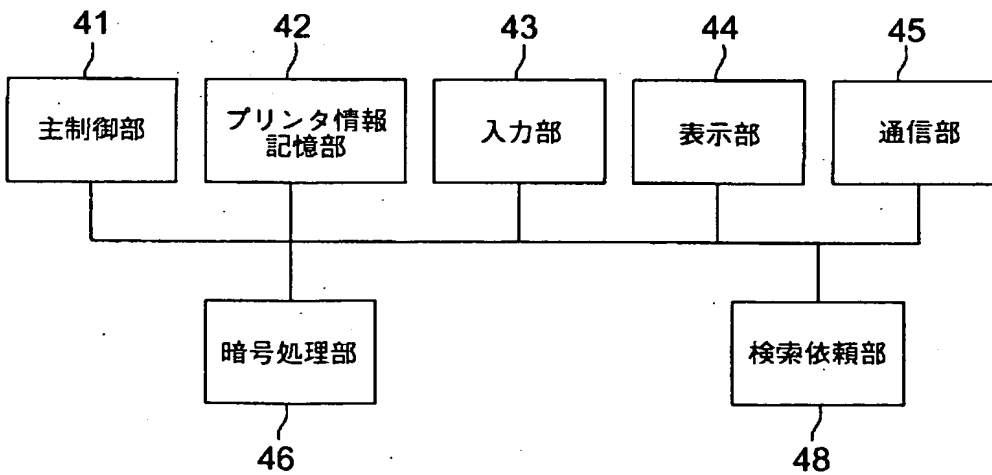 41
42
43
44
45
主制御部
プリンタ情報
記憶部
入力部
表示部
通信部
暗号処理部
検索依頼部
46
48